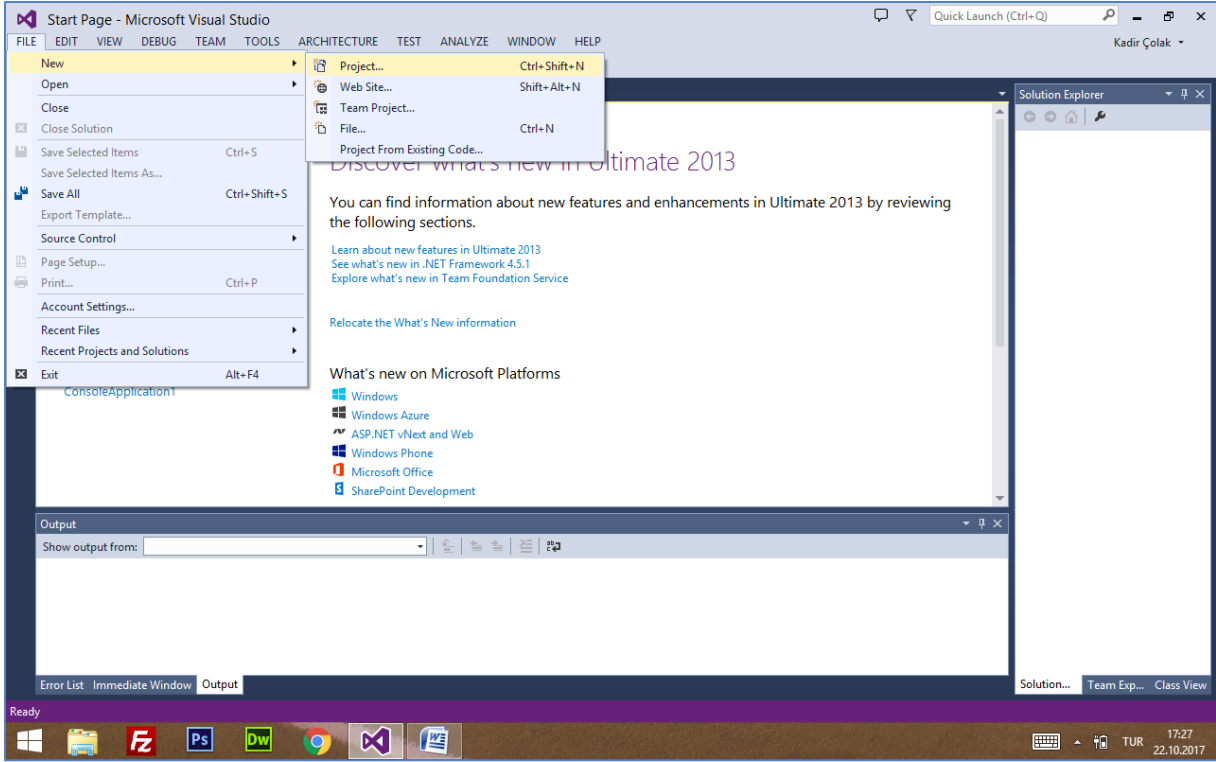 Start Page - Microsoft Visual Studio
Quick Launch (Ctrl+Q)
FILE EDIT VIEW DEBUG TEAM TOOLS ARCHITECTURE TEST ANALYZE WINDOW HELP
Kadir Çolak
New
Open
Close
Close Solution
Save Selected Items Ctrl+S
Save Selected Items As...
Save All Ctrl+Shift+S
Export Template...
Source Control
Page Setup...
Print... Ctrl+P
Account Settings...
Recent Files
Recent Projects and Solutions
Exit Alt+F4
ConsoleApplication1
Project... Ctrl+Shift+N
Web Site... Shift+Alt+N
Team Project...
File... Ctrl+N
Project From Existing Code...
Discover what's new in Ultimate 2013
You can find information about new features and enhancements in Ultimate 2013 by reviewing
the following sections.
Learn about new features in Ultimate 2013
See what's new in .NET Framework 4.5.1
Explore what's new in Team Foundation Service
Relocate the What's New information
What's new on Microsoft Platforms
Windows
Windows Azure
ASP.NET vNext and Web
Windows Phone
Microsoft Office
SharePoint Development
Solution Explorer
Output
Show output from:
Error List Immediate Window Output
Solution... Team Exp... Class View
Ready
Fz Ps Dw
TUR
17:27
22.10.2017